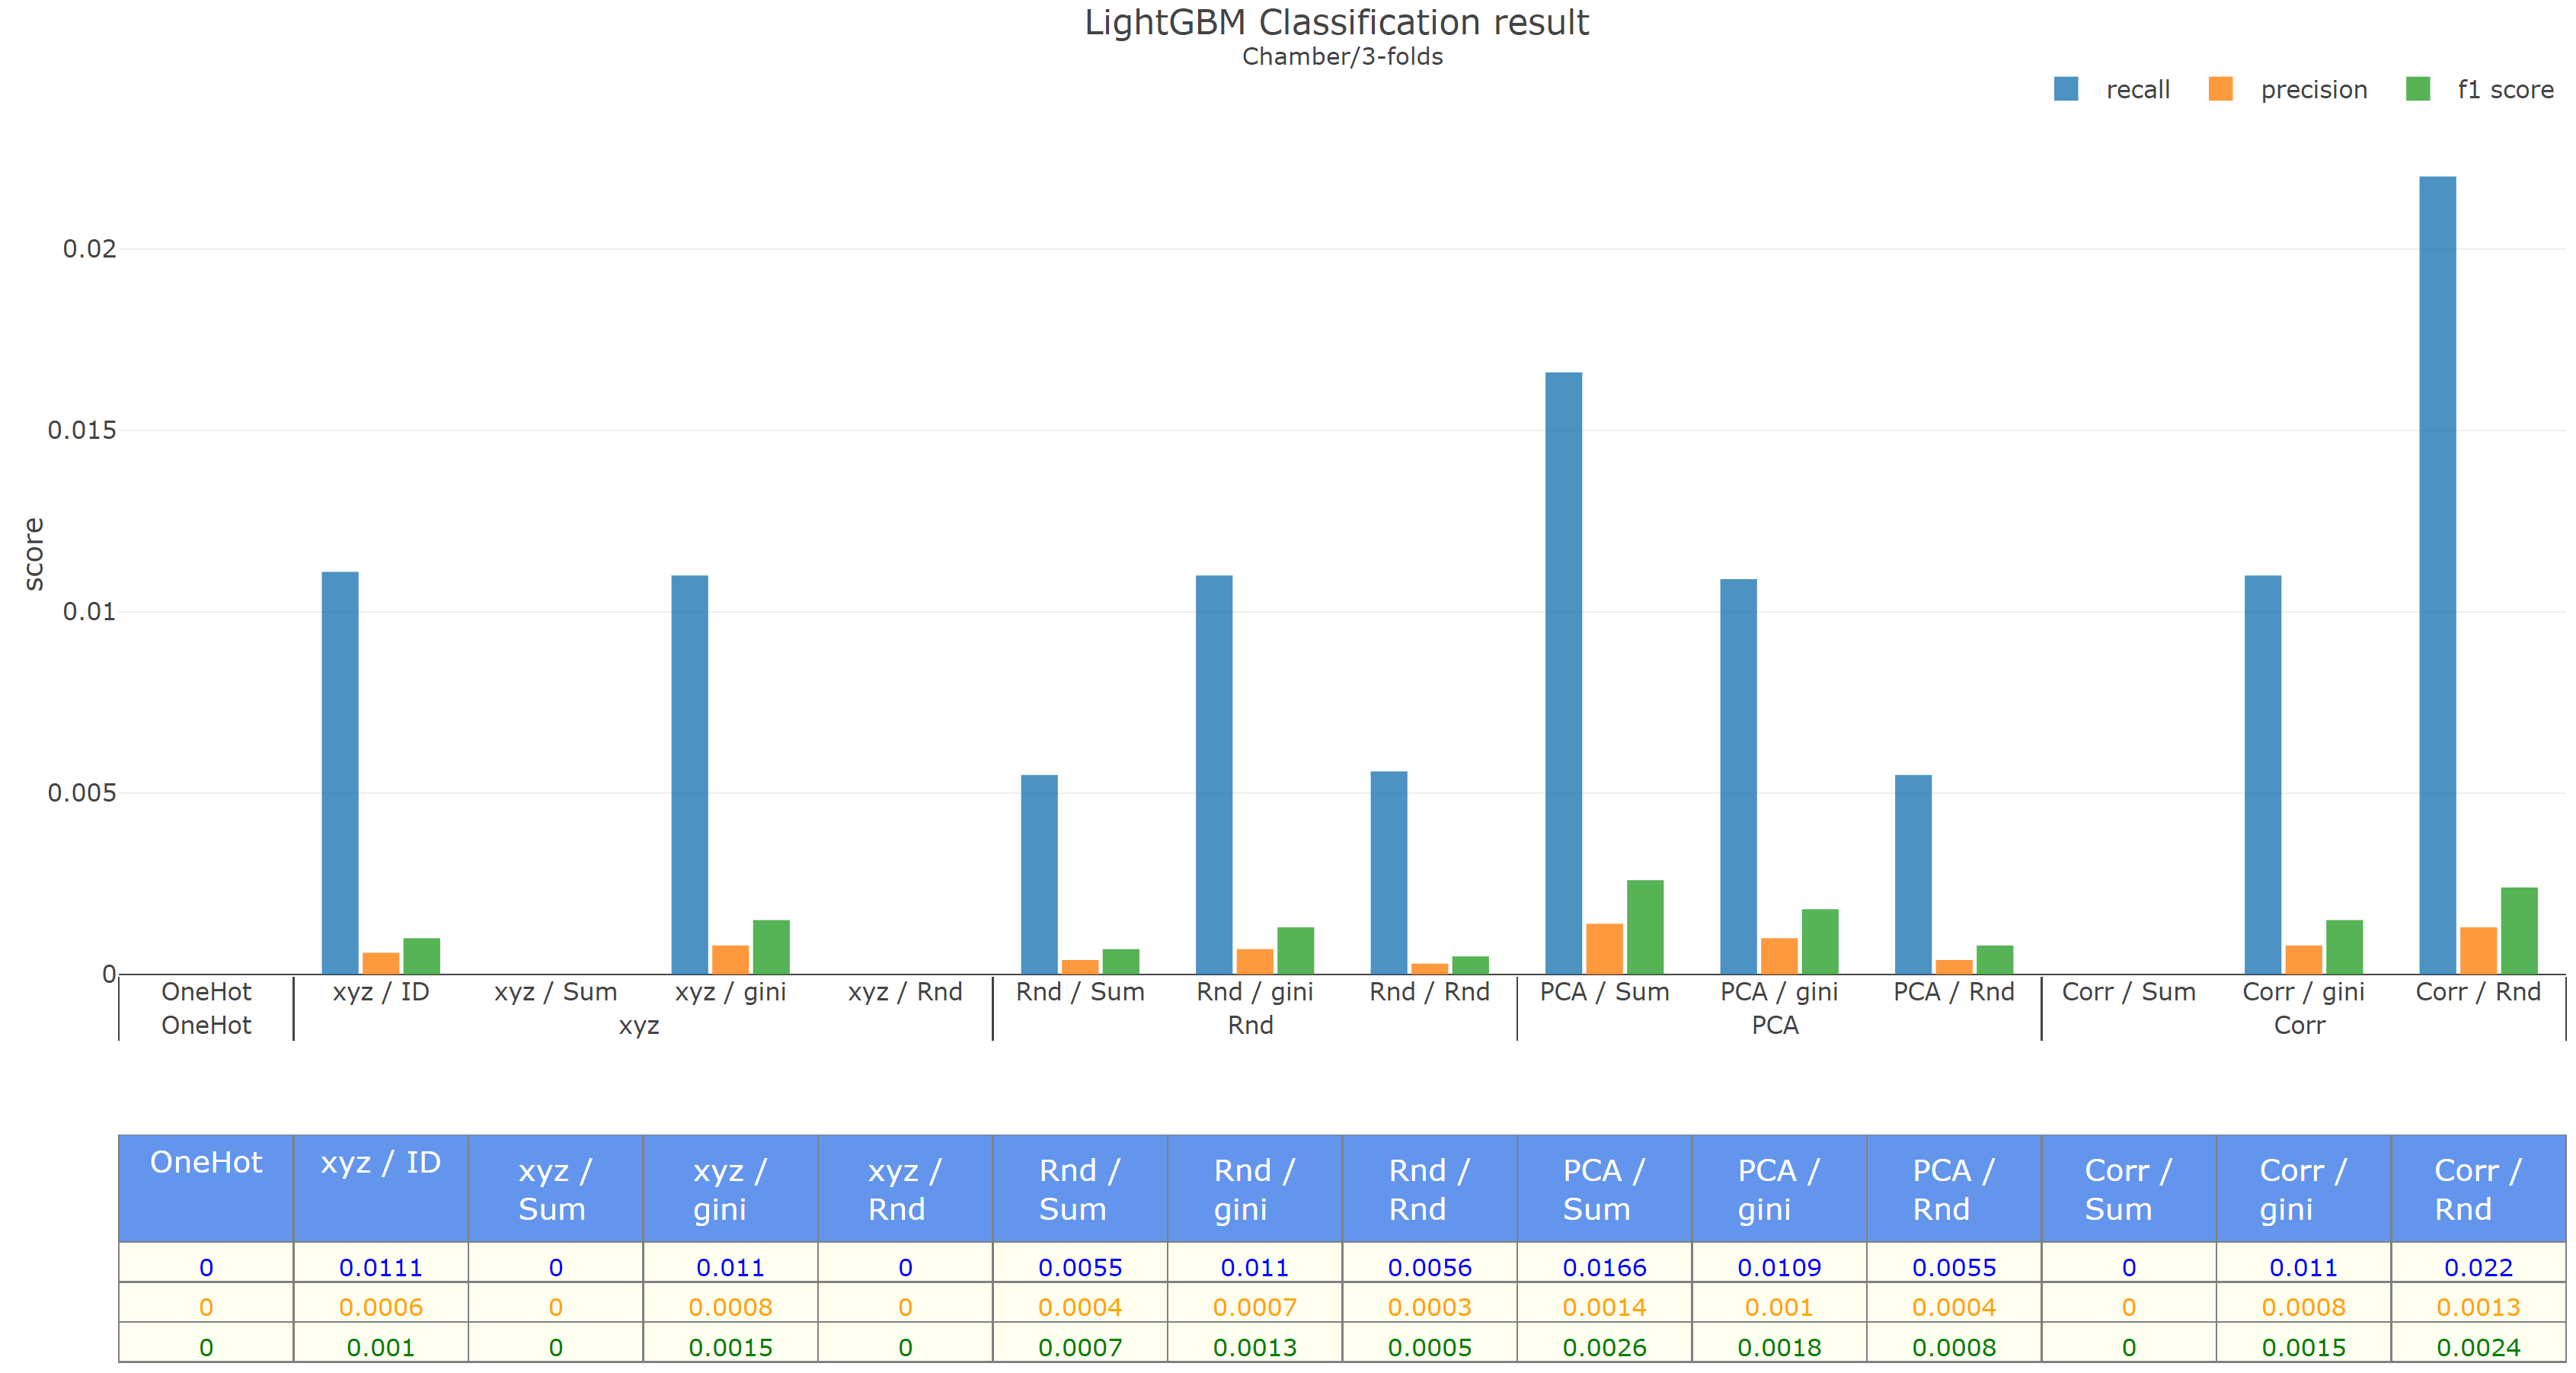 LightGBM Classification result
Chamber/3-folds
recall precision f1 score
0.02
0.015
0.01
0.005
0
score
OneHot xyz / ID xyz / Sum xyz / gini xyz / Rnd Rnd / Sum Rnd / gini Rnd / Rnd PCA / Sum PCA / gini PCA / Rnd Corr / Sum Corr / gini Corr / Rnd
OneHot xyz Rnd PCA Corr
OneHot xyz / ID xyz / xyz / xyz / Rnd / Rnd / Rnd / PCA / PCA / PCA / Corr / Corr / Corr /
Sum gini Rnd Sum gini Rnd Sum gini Rnd Sum gini Rnd
0 0.0111 0 0.011 0 0.0055 0.011 0.0056 0.0166 0.0109 0.0055 0 0.011 0.022
0 0.0006 0 0.0008 0 0.0004 0.0007 0.0003 0.0014 0.001 0.0004 0 0.0008 0.0013
0 0.001 0 0.0015 0 0.0007 0.0013 0.0005 0.0026 0.0018 0.0008 0 0.0015 0.0024